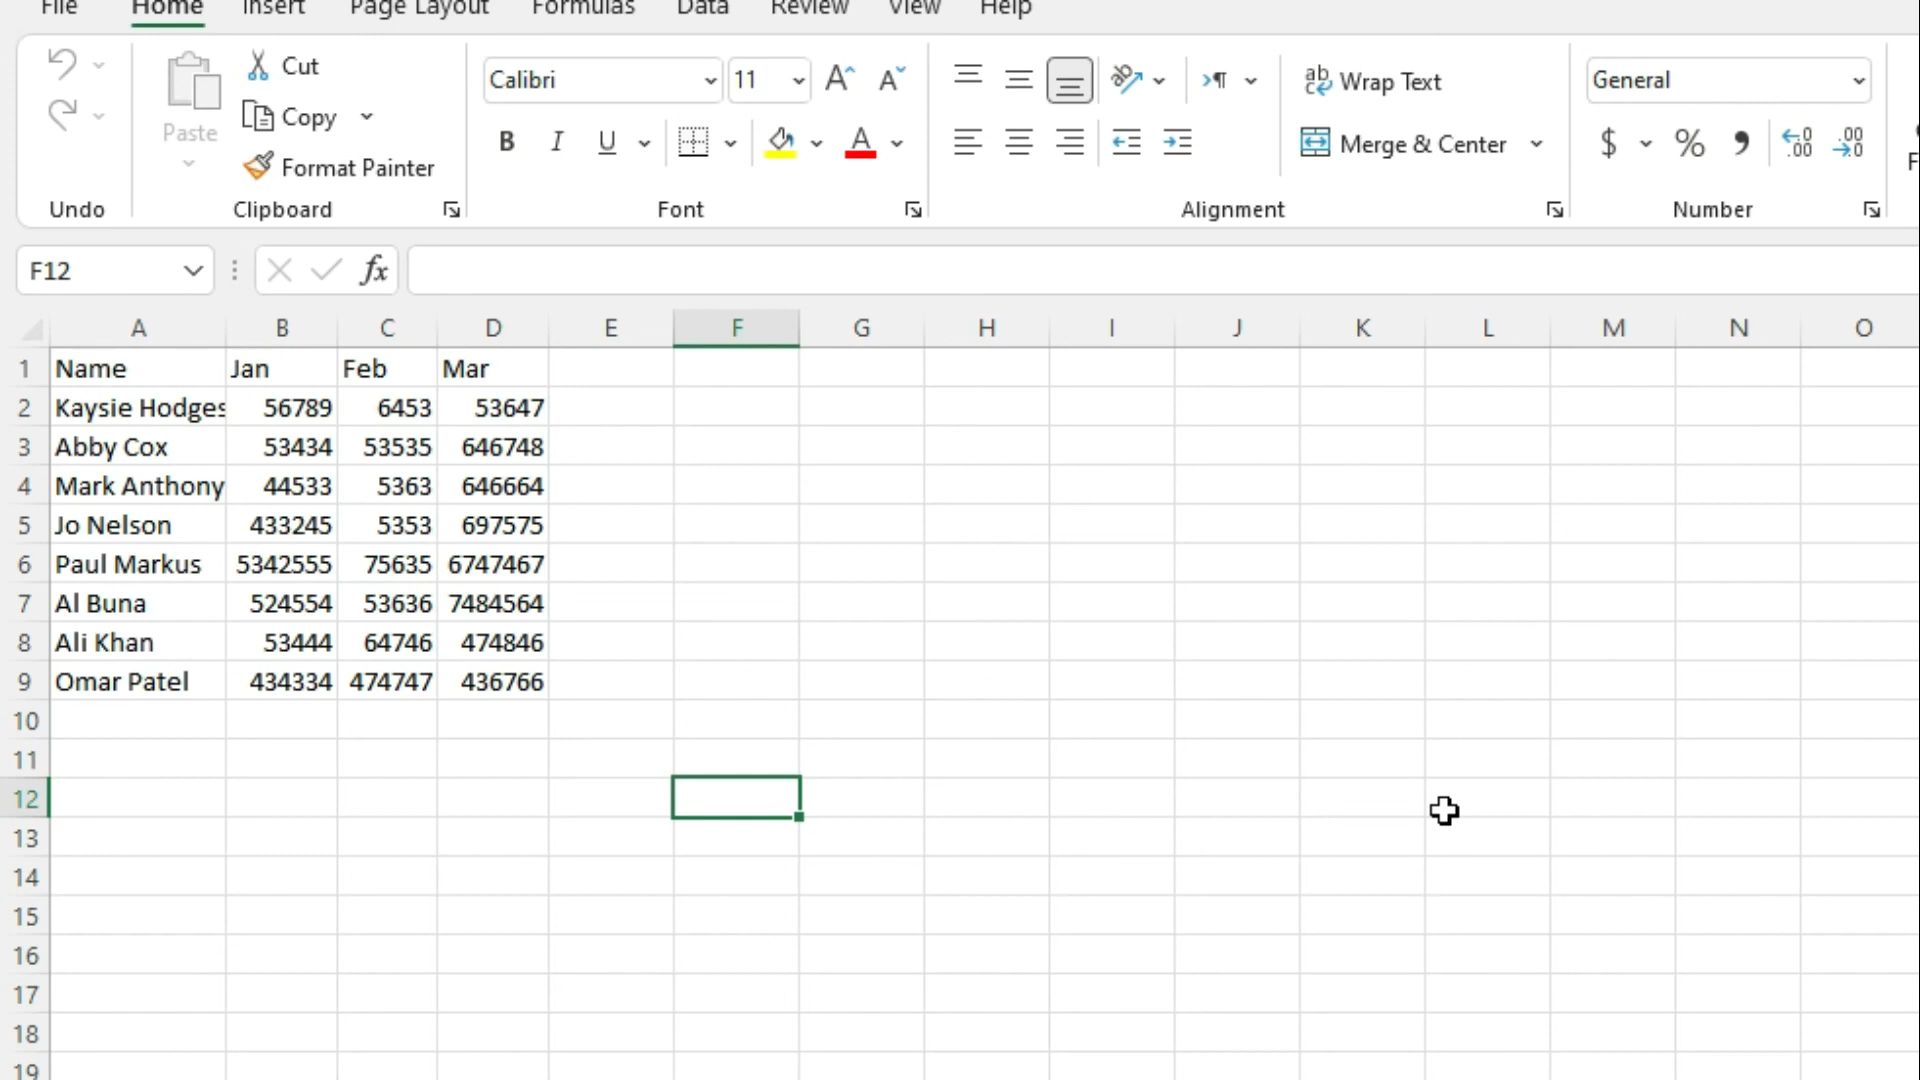 File Home Insert Page Layout Formulas Data Review View Help
Cut
Calibri 11 Wrap Text General
Copy
Paste
B I U A Merge & Center $ % 9 .00 .00
Format Painter
Undo Clipboard Font Alignment Number
F12 fx
A B C D E F G H I J K L M N O
1 Name Jan Feb Mar
2 Kaysie Hodges 56789 6453 53647
3 Abby Cox 53434 53535 646748
4 Mark Anthony 44533 5363 646664
5 Jo Nelson 433245 5353 697575
6 Paul Markus 5342555 75635 6747467
7 Al Buna 524554 53636 7484564
8 Ali Khan 53444 64746 474846
9 Omar Patel 434334 474747 436766
10
11
12
13
14
15
16
17
18
19